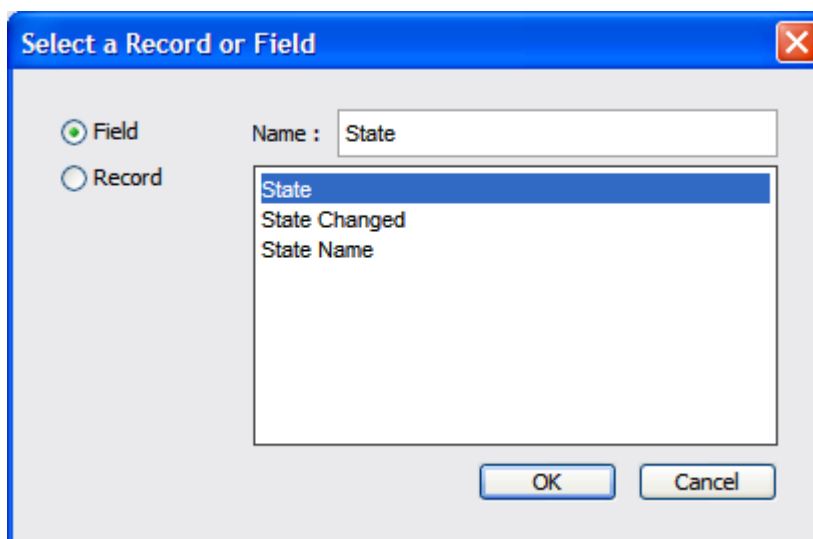 Select a Record or Field
Field
Name : State
Record
State
State Changed
State Name
OK Cancel